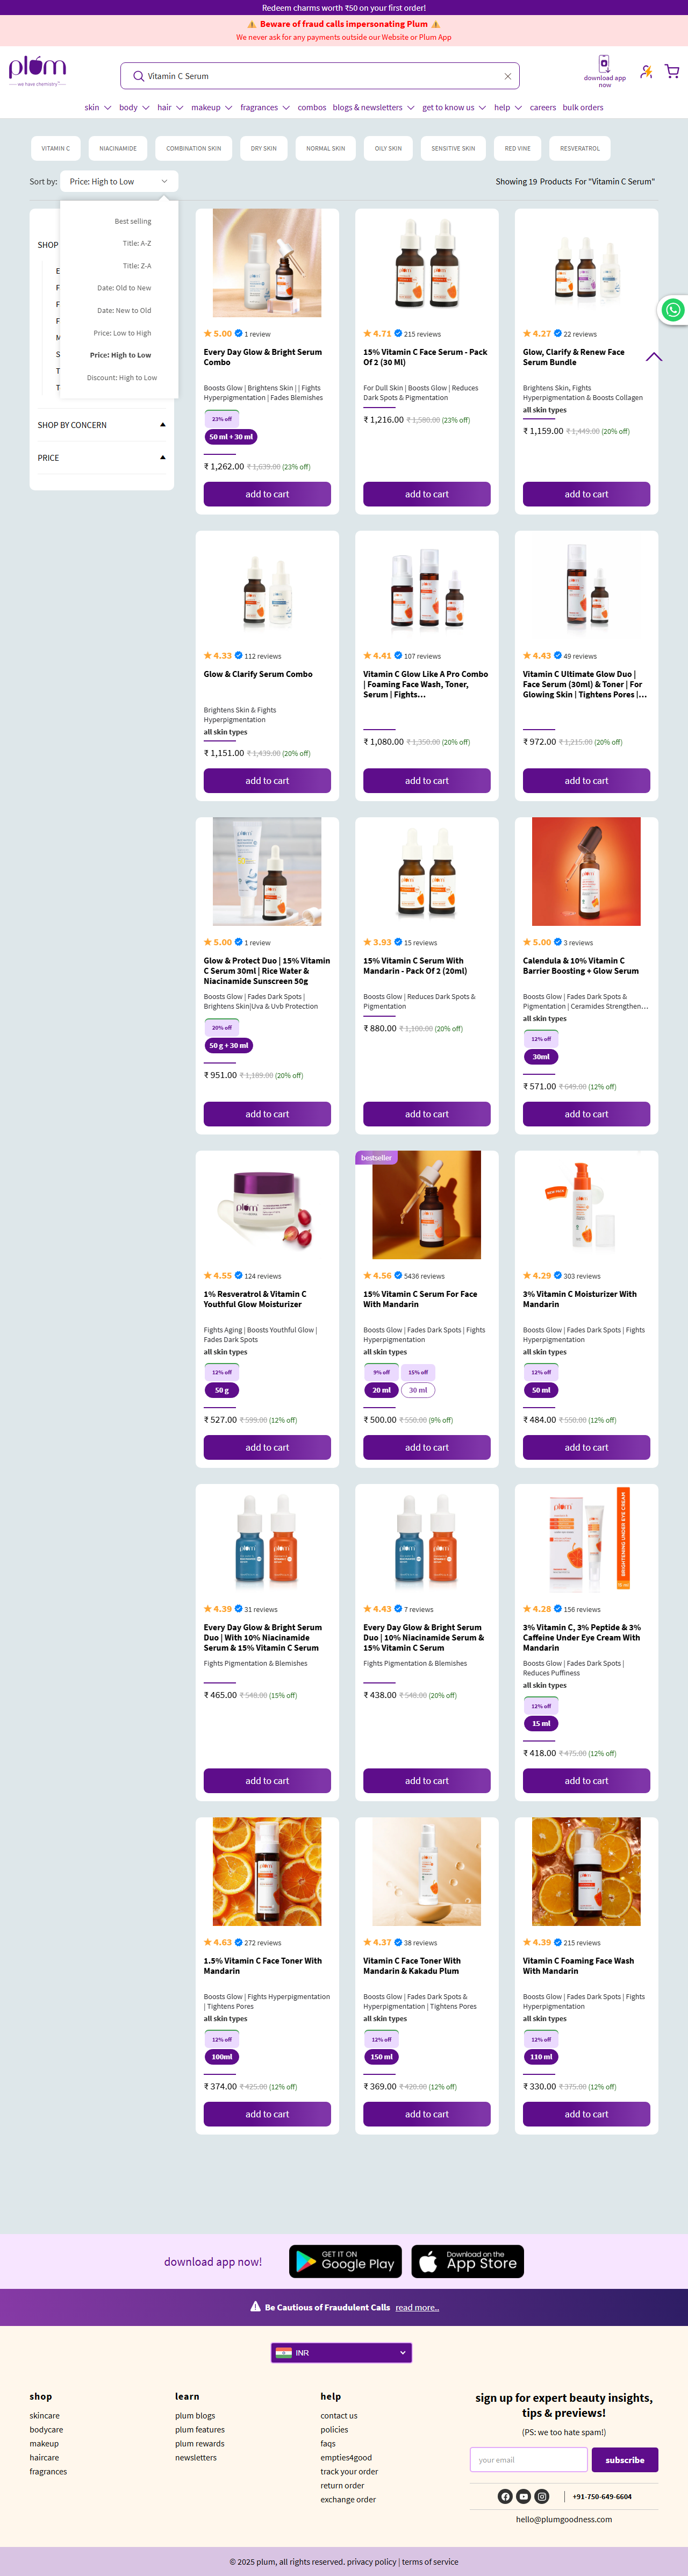 Redeem charms worth ₹50 on your first order!
⚠️ Beware of fraud calls impersonating Plum ⚠️
We never ask for any payments outside our Website or Plum App
plum
we have chemistry™
Vitamin C Serum
download app now
skin body hair makeup fragrances combos blogs & newsletters get to know us help careers bulk orders
VITAMIN C NIACINAMIDE COMBINATION SKIN DRY SKIN NORMAL SKIN OILY SKIN SENSITIVE SKIN RED VINE RESVERATROL
Sort by: Price: High to Low
Showing 19 Products For "Vitamin C Serum"
Best selling
Title: A-Z
Title: Z-A
Date: Old to New
Date: New to Old
Price: Low to High
Price: High to Low
Discount: High to Low
SHOP
SHOP BY CONCERN
PRICE
5.00 1 review
Every Day Glow & Bright Serum
Combo
Boosts Glow | Brightens Skin | | Fights
Hyperpigmentation | Fades Blemishes
23% off
50 ml + 30 ml
₹ 1,262.00 ₹ 1,639.00 (23% off)
add to cart
4.71 215 reviews
15% Vitamin C Face Serum - Pack
Of 2 (30 Ml)
For Dull Skin | Boosts Glow | Reduces
Dark Spots & Pigmentation
₹ 1,216.00 ₹ 1,580.00 (23% off)
add to cart
4.27 22 reviews
Glow, Clarify & Renew Face
Serum Bundle
Brightens Skin, Fights
Hyperpigmentation & Boosts Collagen
all skin types
₹ 1,159.00 ₹ 1,449.00 (20% off)
add to cart
4.33 112 reviews
Glow & Clarify Serum Combo
Brightens Skin & Fights
Hyperpigmentation
all skin types
₹ 1,151.00 ₹ 1,439.00 (20% off)
add to cart
4.41 107 reviews
Vitamin C Glow Like A Pro Combo
| Foaming Face Wash, Toner,
Serum | Fights...
₹ 1,080.00 ₹ 1,350.00 (20% off)
add to cart
4.43 49 reviews
Vitamin C Ultimate Glow Duo |
Face Serum (30ml) & Toner | For
Glowing Skin | Tightens Pores |...
₹ 972.00 ₹ 1,215.00 (20% off)
add to cart
5.00 1 review
Glow & Protect Duo | 15% Vitamin
C Serum 30ml | Rice Water &
Niacinamide Sunscreen 50g
Boosts Glow | Fades Dark Spots |
Brightens Skin|Uva & Uvb Protection
20% off
50 g + 30 ml
₹ 951.00 ₹ 1,189.00 (20% off)
add to cart
3.93 15 reviews
15% Vitamin C Serum With
Mandarin - Pack Of 2 (20ml)
Boosts Glow | Reduces Dark Spots &
Pigmentation
₹ 880.00 ₹ 1,100.00 (20% off)
add to cart
5.00 3 reviews
Calendula & 10% Vitamin C
Barrier Boosting + Glow Serum
Boosts Glow | Fades Dark Spots &
Pigmentation | Ceramides Strengthen...
all skin types
12% off
30ml
₹ 571.00 ₹ 649.00 (12% off)
add to cart
4.55 124 reviews
1% Resveratrol & Vitamin C
Youthful Glow Moisturizer
Fights Aging | Boosts Youthful Glow |
Fades Dark Spots
all skin types
12% off
50 g
₹ 527.00 ₹ 599.00 (12% off)
add to cart
bestseller
4.56 5436 reviews
15% Vitamin C Serum For Face
With Mandarin
Boosts Glow | Fades Dark Spots | Fights
Hyperpigmentation
all skin types
9% off 15% off
20 ml 30 ml
₹ 500.00 ₹ 550.00 (9% off)
add to cart
4.29 303 reviews
3% Vitamin C Moisturizer With
Mandarin
Boosts Glow | Fades Dark Spots | Fights
Hyperpigmentation
all skin types
12% off
50 ml
₹ 484.00 ₹ 550.00 (12% off)
add to cart
4.39 31 reviews
Every Day Glow & Bright Serum
Duo | With 10% Niacinamide
Serum & 15% Vitamin C Serum
Fights Pigmentation & Blemishes
₹ 465.00 ₹ 548.00 (15% off)
add to cart
4.43 7 reviews
Every Day Glow & Bright Serum
Duo | 10% Niacinamide Serum &
15% Vitamin C Serum
Fights Pigmentation & Blemishes
₹ 438.00 ₹ 548.00 (20% off)
add to cart
BRIGHTENING UNDER EYE CREAM
4.28 156 reviews
3% Vitamin C, 3% Peptide & 3%
Caffeine Under Eye Cream With
Mandarin
Boosts Glow | Fades Dark Spots |
Reduces Puffiness
all skin types
12% off
15 ml
₹ 418.00 ₹ 475.00 (12% off)
add to cart
4.63 272 reviews
1.5% Vitamin C Face Toner With
Mandarin
Boosts Glow | Fights Hyperpigmentation
| Tightens Pores
all skin types
12% off
100ml
₹ 374.00 ₹ 425.00 (12% off)
add to cart
4.37 38 reviews
Vitamin C Face Toner With
Mandarin & Kakadu Plum
Boosts Glow | Fades Dark Spots &
Hyperpigmentation | Tightens Pores
all skin types
12% off
150 ml
₹ 369.00 ₹ 420.00 (12% off)
add to cart
4.39 215 reviews
Vitamin C Foaming Face Wash
With Mandarin
Boosts Glow | Fades Dark Spots | Fights
Hyperpigmentation
all skin types
12% off
110 ml
₹ 330.00 ₹ 375.00 (12% off)
add to cart
download app now!
GET IT ON
Google Play
Download on the
App Store
Be Cautious of Fraudulent Calls read more..
INR
shop
skincare
bodycare
makeup
haircare
fragrances
learn
plum blogs
plum features
plum rewards
newsletters
help
contact us
policies
faqs
empties4good
track your order
return order
exchange order
sign up for expert beauty insights,
tips & previews!
(PS: we too hate spam!)
your email
subscribe
+91-750-649-6604
hello@plumgoodness.com
© 2025 plum, all rights reserved. privacy policy | terms of service